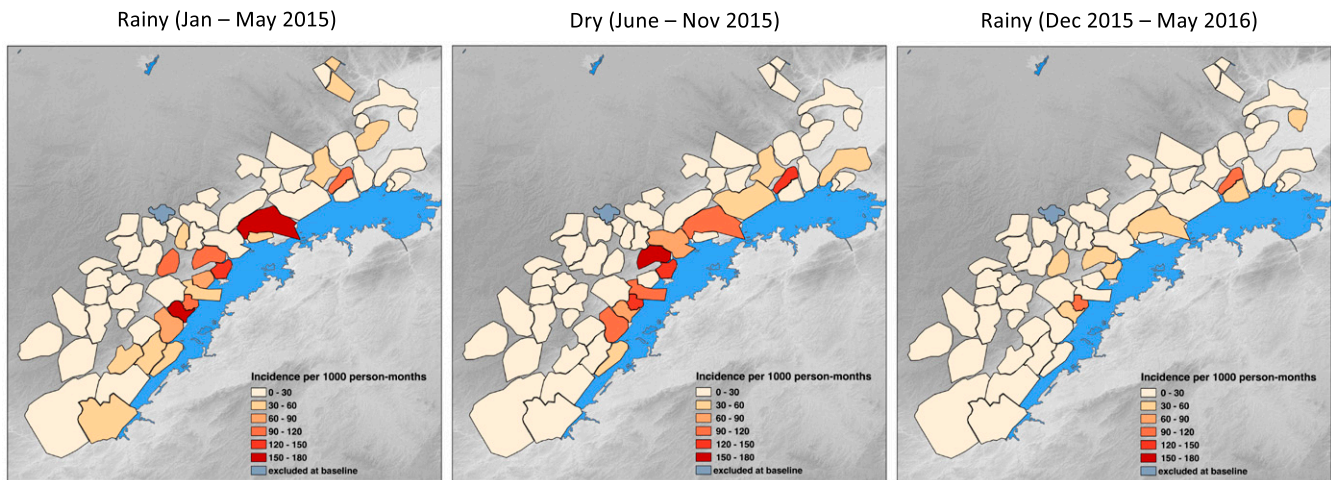 Rainy (Jan – May 2015)
Dry (June – Nov 2015)
Rainy (Dec 2015 – May 2016)
Incidence per 1000 person-months
0 - 30
30 - 60
60 - 90
90 - 120
120 - 150
150 - 180
excluded at baseline
Incidence per 1000 person-months
0 - 30
30 - 60
60 - 90
90 - 120
120 - 150
150 - 180
excluded at baseline
Incidence per 1000 person-months
0 - 30
30 - 60
60 - 90
90 - 120
120 - 150
150 - 180
excluded at baseline